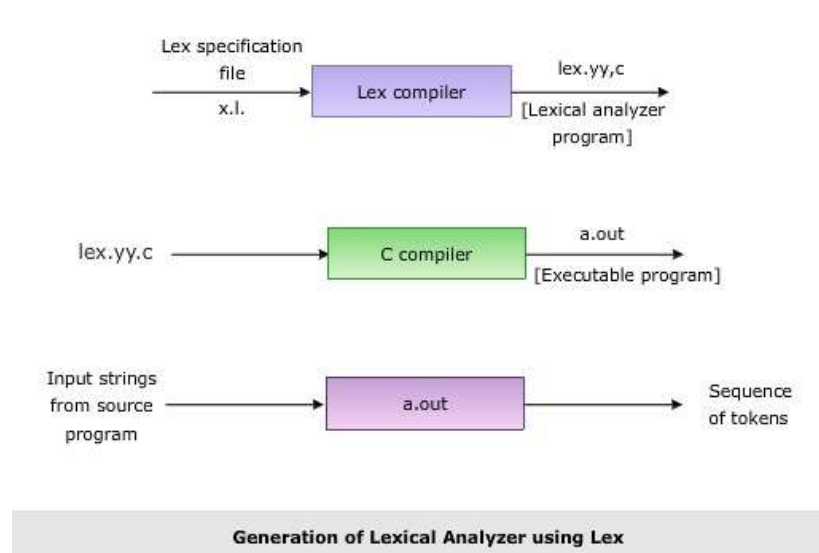 Lex specification
file
x.l.
Lex compiler
lex.yy,c
[Lexical analyzer
program]
lex.yy.c
C compiler
a.out
[Executable program]
Input strings
from source
program
a.out
Sequence
of tokens
Generation of Lexical Analyzer using Lex